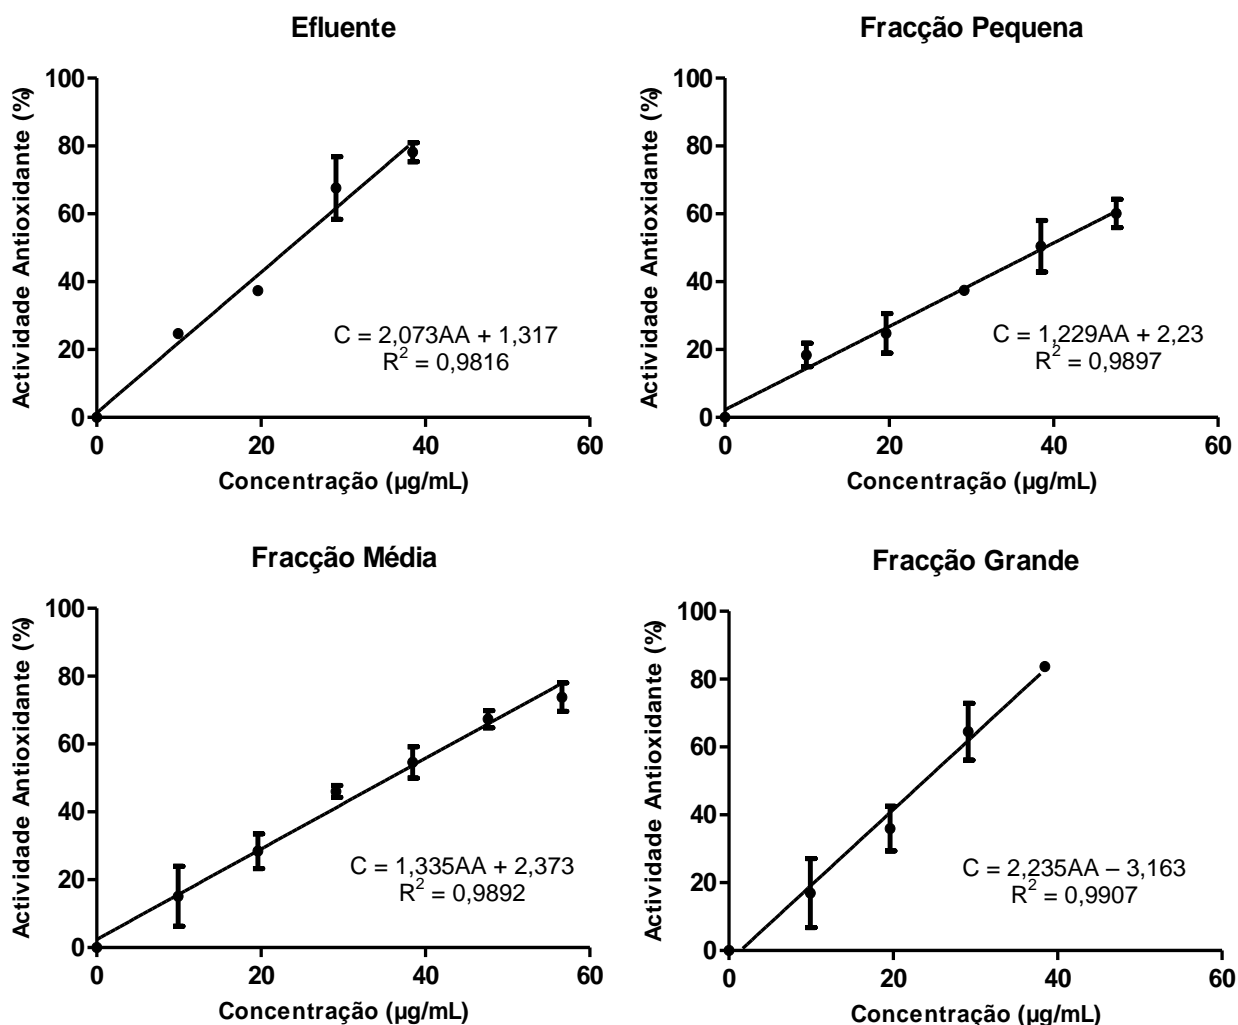 Efluente
Actividade Antioxidante (%)
100
80
60
40
20
0
C = 2,073AA + 1,317
R² = 0,9816
0 20 40 60
Concentração (µg/mL)
Fracção Pequena
Actividade Antioxidante (%)
100
80
60
40
20
0
C = 1,229AA + 2,23
R² = 0,9897
0 20 40 60
Concentração (µg/mL)
Fracção Média
Actividade Antioxidante (%)
100
80
60
40
20
0
C = 1,335AA + 2,373
R² = 0,9892
0 20 40 60
Concentração (µg/mL)
Fracção Grande
Actividade Antioxidante (%)
100
80
60
40
20
0
C = 2,235AA – 3,163
R² = 0,9907
0 20 40 60
Concentração (µg/mL)